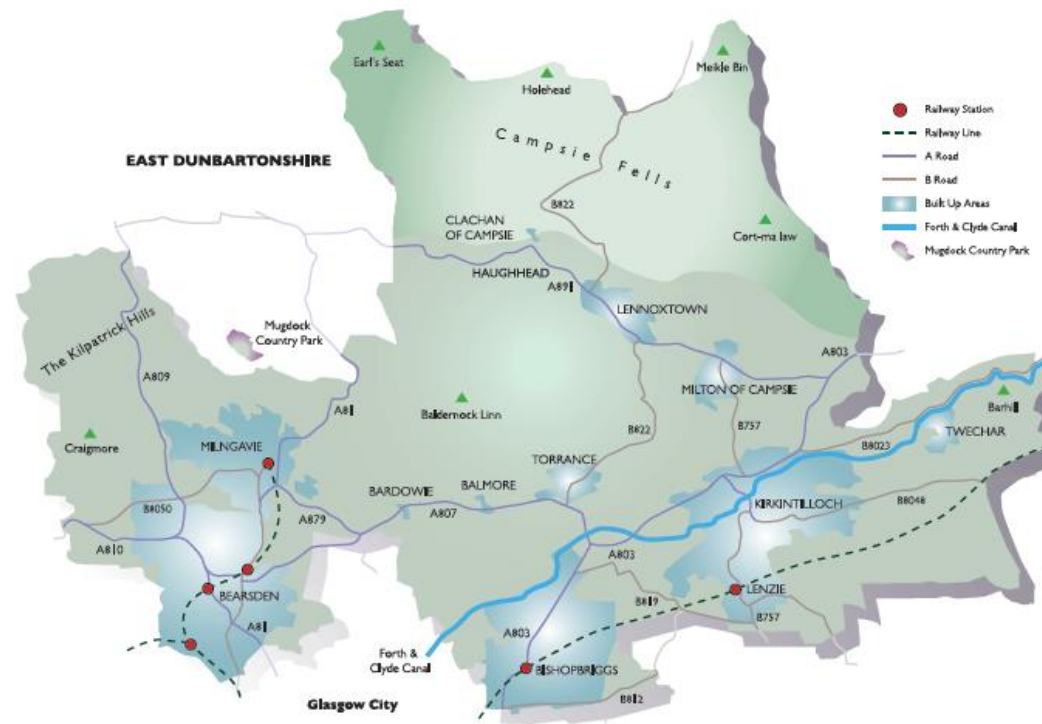 Earl's Seat
Meikle Bin
Holehead
Railway Station
Railway Line
A Road
B Road
Built Up Areas
Forth & Clyde Canal
Mugdock Country Park
EAST DUNBARTONSHIRE
Campsie Fells
B822
CLACHAN
OF CAMPSIE
Cort-ma law
HAUGHHEAD
A891
LENNOXTOWN
The Kilpatrick Hills
Mugdock
Country Park
A803
A809
A81
MILTON OF CAMPSIE
Baldernock Linn
Barhill
Craigmore
MILNGAVIE
B822
B757
B8023
TWECHAR
TORRANCE
BARDOWIE
BALMORE
KIRKINTILLOCH
B8048
B8050
A879
A807
A810
A803
BEARSDEN
LENZIE
B819
B757
A81
A803
Forth &
Clyde Canal
BISHOPBRIGGS
B812
Glasgow City